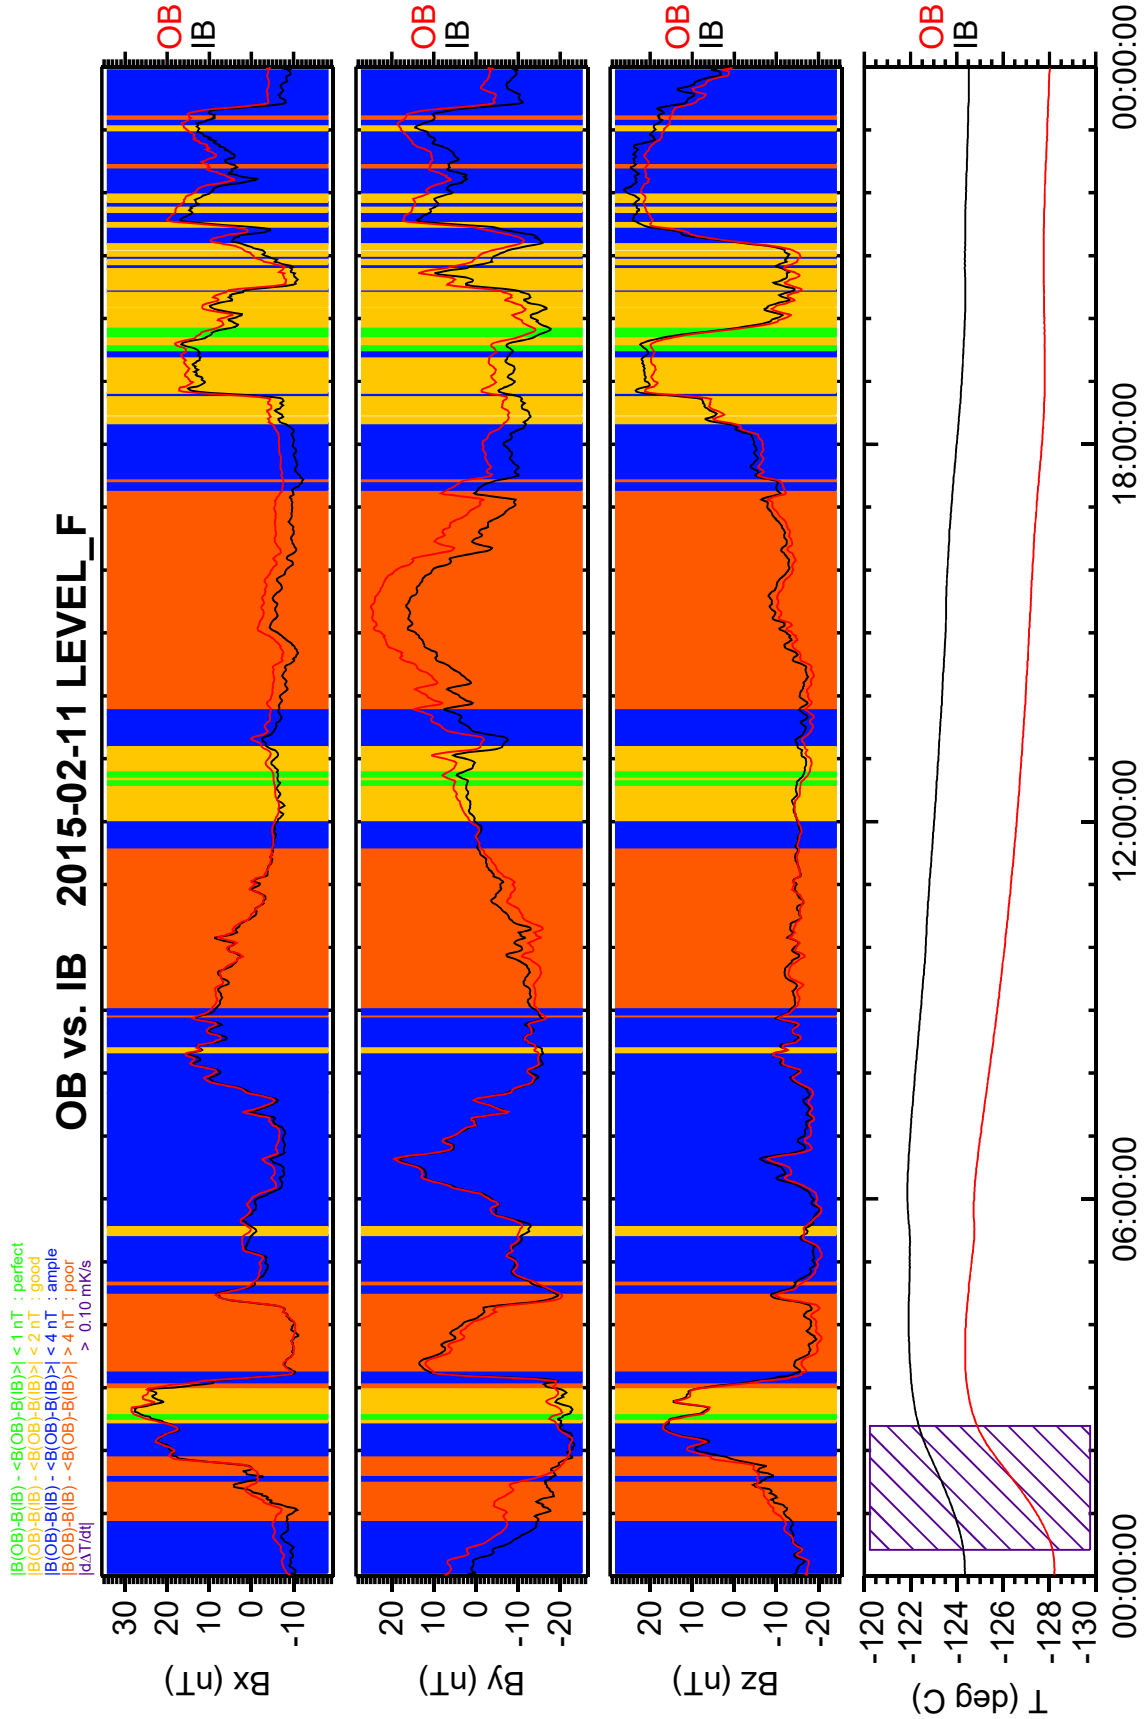 OB vs. IB 2015-02-11 LEVEL_F
|B(OB)-B(IB) - <B(OB)-B(IB)>| < 1 nT : perfect
|B(OB)-B(IB) - <B(OB)-B(IB)>| < 2 nT : good
|B(OB)-B(IB) - <B(OB)-B(IB)>| < 4 nT : ample
|B(OB)-B(IB) - <B(OB)-B(IB)>| > 4 nT : poor
|dΔT/dt| > 0.10 mK/s
Bx (nT)
30
20
10
0
-10
OB
IB
By (nT)
20
10
0
-10
-20
OB
IB
Bz (nT)
20
10
0
-10
-20
OB
IB
T (deg C)
-120
-122
-124
-126
-128
-130
OB
IB
00:00:00 06:00:00 12:00:00 18:00:00 00:00:00